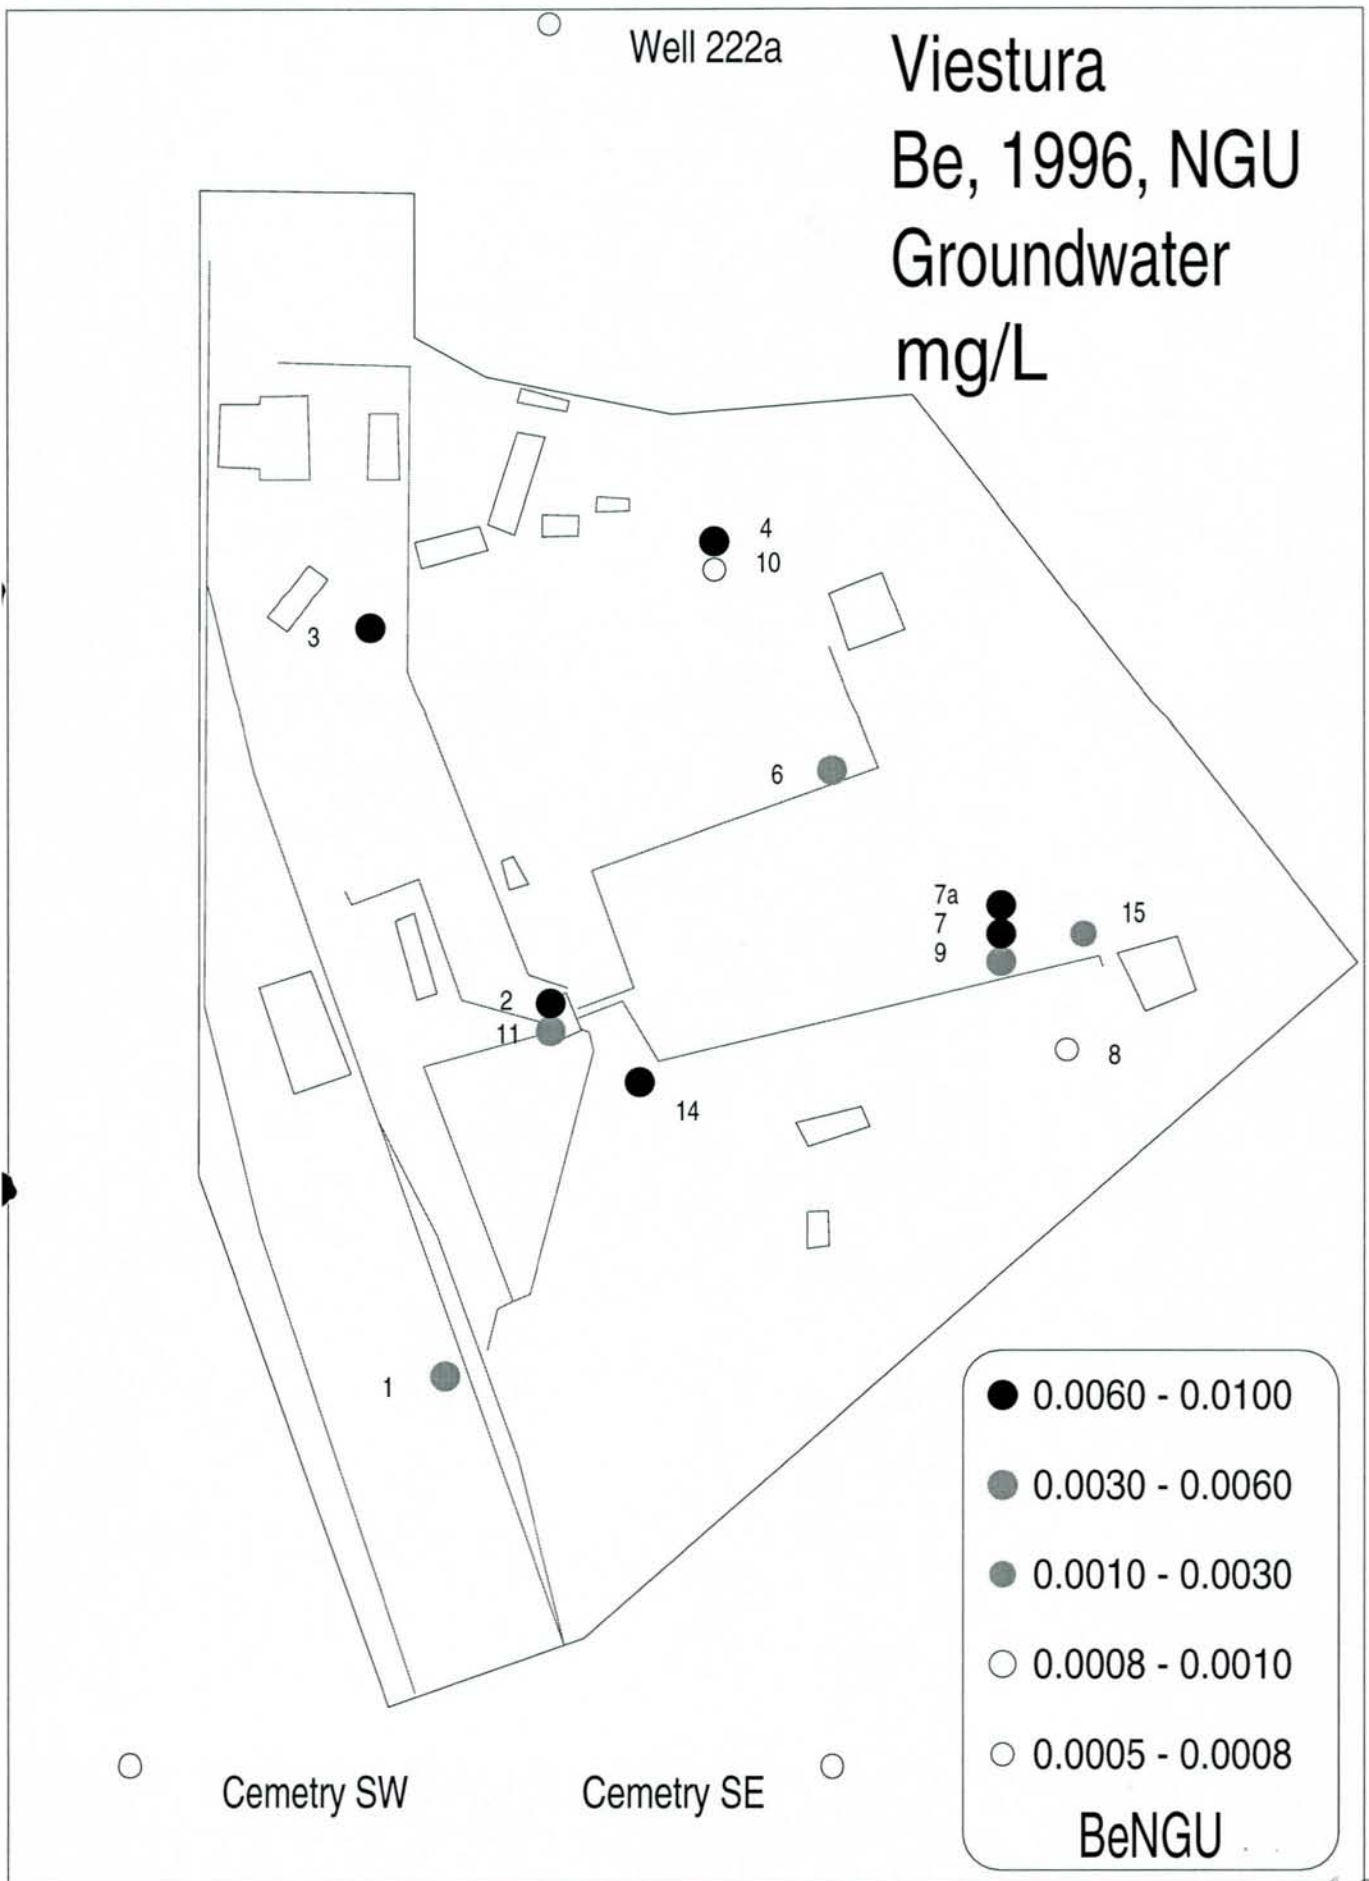 Well 222a
Viestura
Be, 1996, NGU
Groundwater
mg/L
4
10
3
6
7a
7
9
15
2
11
8
14
1
0.0060 - 0.0100
0.0030 - 0.0060
0.0010 - 0.0030
0.0008 - 0.0010
0.0005 - 0.0008
BeNGU
Cemetry SW
Cemetry SE